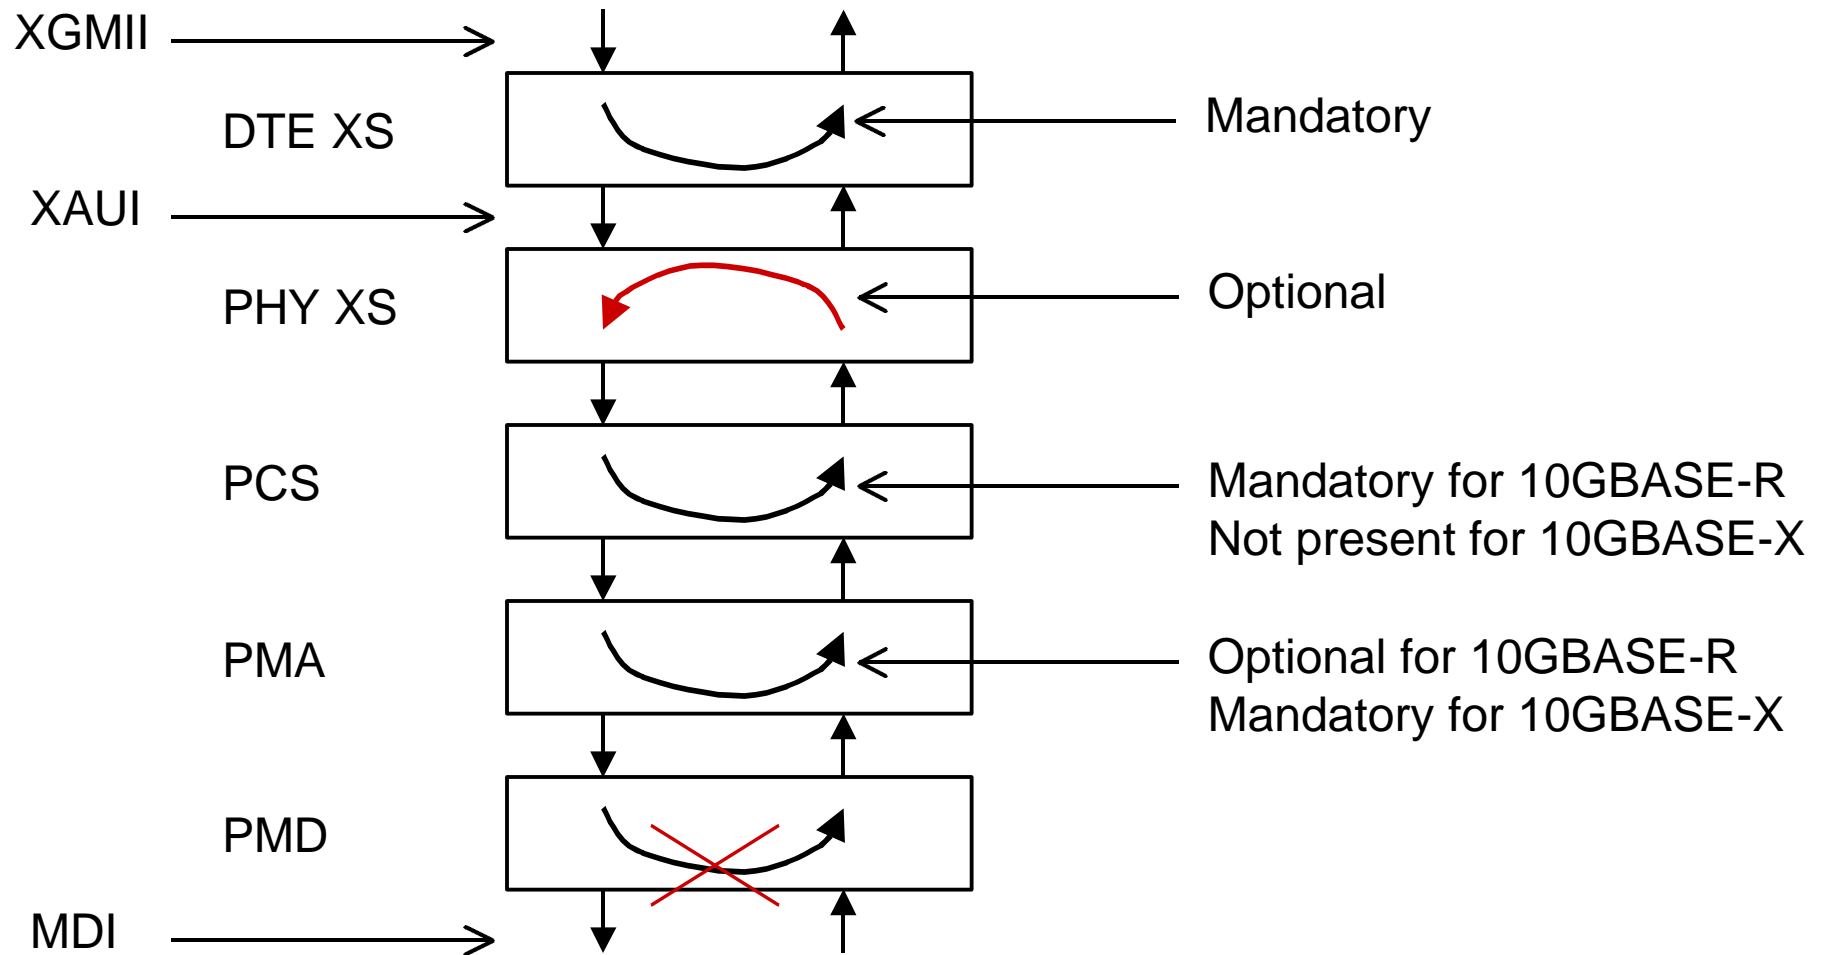 XGMII
DTE XS
Mandatory
XAUI
PHY XS
Optional
PCS
Mandatory for 10GBASE-R
Not present for 10GBASE-X
PMA
Optional for 10GBASE-R
Mandatory for 10GBASE-X
PMD
MDI